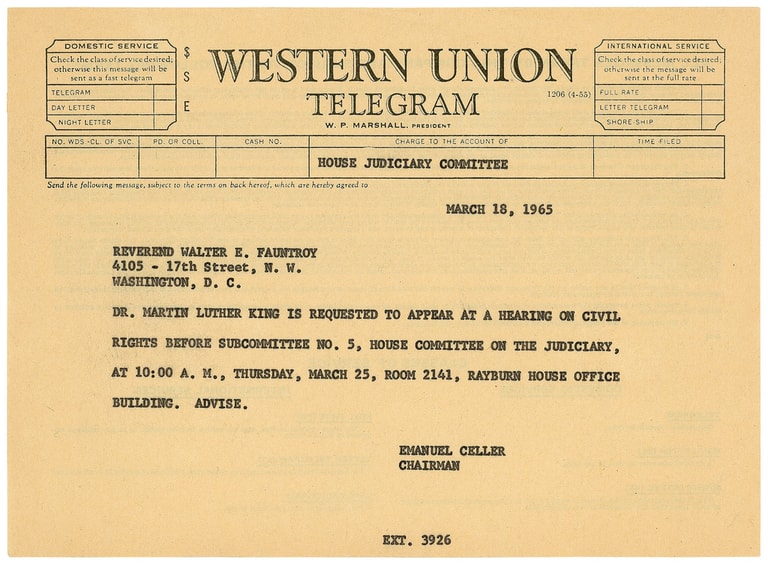 DOMESTIC SERVICE
Check the class of service desired;
otherwise this message will be
sent as a fast telegram
TELEGRAM
DAY LETTER
NIGHT LETTER
$
S
E
WESTERN UNION
TELEGRAM
1206 (4-55)
W. P. MARSHALL, PRESIDENT
INTERNATIONAL SERVICE
Check the class of service desired;
otherwise the message will be
sent at the full rate
FULL RATE
LETTER TELEGRAM
SHORE-SHIP
NO. WDS.-CL. OF SVC. PD. OR COLL. CASH NO. CHARGE TO THE ACCOUNT OF TIME FILED
HOUSE JUDICIARY COMMITTEE
Send the following message, subject to the terms on back hereof, which are hereby agreed to
MARCH 18, 1965
REVEREND WALTER E. FAUNTROY
4105 - 17th Street, N. W.
WASHINGTON, D. C.
DR. MARTIN LUTHER KING IS REQUESTED TO APPEAR AT A HEARING ON CIVIL
RIGHTS BEFORE SUBCOMMITTEE NO. 5, HOUSE COMMITTEE ON THE JUDICIARY,
AT 10:00 A. M., THURSDAY, MARCH 25, ROOM 2141, RAYBURN HOUSE OFFICE
BUILDING. ADVISE.
EMANUEL CELLER
CHAIRMAN
EXT. 3926